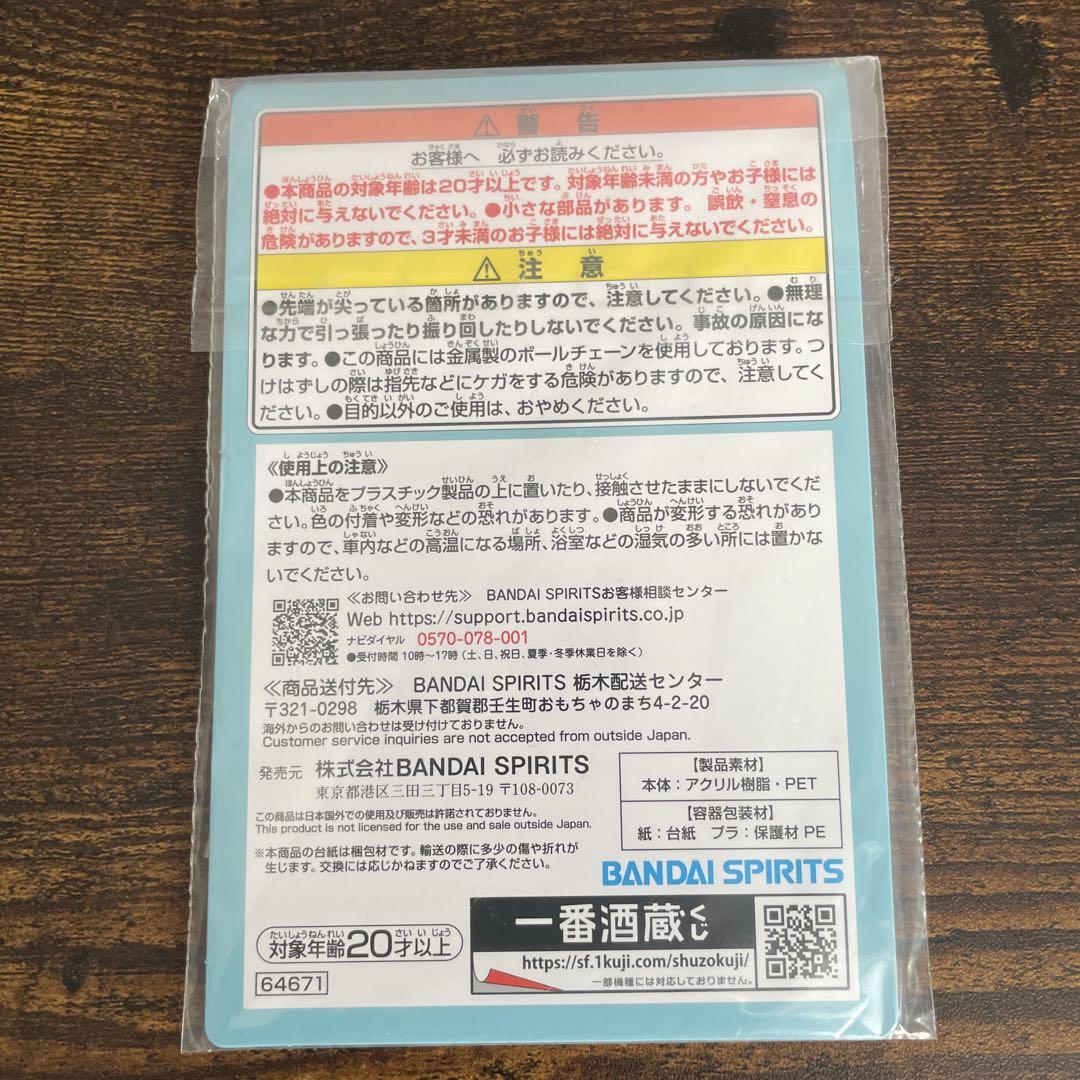 ⚠警告
お客様へ 必ずお読みください。
●本商品の対象年齢は20才以上です。対象年齢未満の方やお子様には
絶対に与えないでください。●小さな部品があります。誤飲・窒息の
危険がありますので、3才未満のお子様には絶対に与えないでください。
⚠注意
●先端が尖っている箇所がありますので、注意してください。●無理
な力で引っ張ったり振り回したりしないでください。事故の原因にな
ります。●この商品には金属製のボールチェーンを使用しております。つ
けはずしの際は指先などにケガをする危険がありますので、注意してく
ださい。●目的以外のご使用は、おやめください。
《使用上の注意》
●本商品をプラスチック製品の上に置いたり、接触させたままにしないでくだ
さい。色の付着や変形などの恐れがあります。●商品が変形する恐れがあり
ますので、車内などの高温になる場所、浴室などの湿気の多い所には置かな
いでください。
≪お問い合わせ先≫ BANDAI SPIRITSお客様相談センター
Web https://support.bandaispirits.co.jp
ナビダイヤル 0570-078-001
●受付時間 10時~17時(土、日、祝日、夏季・冬季休業日を除く)
≪商品送付先≫ BANDAI SPIRITS 栃木配送センター
〒321-0298 栃木県下都賀郡壬生町おもちゃのまち4-2-20
海外からのお問い合わせは受け付けておりません。
Customer service inquiries are not accepted from outside Japan.
発売元 株式会社BANDAI SPIRITS
東京都港区三田三丁目5-19 〒108-0073
この商品は日本国外での使用及び販売は許諾されておりません。
This product is not licensed for the use and sale outside Japan.
※本商品の台紙は梱包材です。輸送の際に多少の傷や折れが
生じます。交換には応じかねますのでご了承ください。
【製品素材】
本体:アクリル樹脂・PET
【容器包装材】
紙:台紙 プラ:保護材 PE
BANDAI SPIRITS
対象年齢20才以上
64671
一番酒蔵くじ
https://sf.1kuji.com/shuzokuji/
一部機種には対応しておりません。